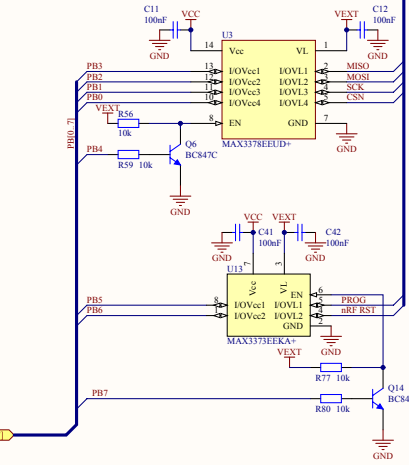 C11
100nF
VCC
GND
VEXT
C12
100nF
GND
U3
14
Vcc
VL
1
PB3
13
I/OVcc1
I/OVL1
2
MISO
PB2
12
I/OVcc2
I/OVL2
3
MOSI
PB1
11
I/OVcc3
I/OVL3
4
SCK
PB0
10
I/OVcc4
I/OVL4
5
CSN
VEXT
R56
10k
8
EN
GND
7
GND
MAX3378EEUD+
PB[0..7]
PB4
R59 10k
Q6
BC847C
GND
VCC
VEXT
C41
100nF
C42
100nF
GND
GND
U13
7
Vcc
3
VL
EN
6
PB5
8
I/OVcc1
I/OVL1
5
PROG
PB6
1
I/OVcc2
I/OVL2
4
nRF RST
GND
2
MAX3373EEKA+
GND
VEXT
R77 10k
PB7
R80 10k
Q14
BC84
GND